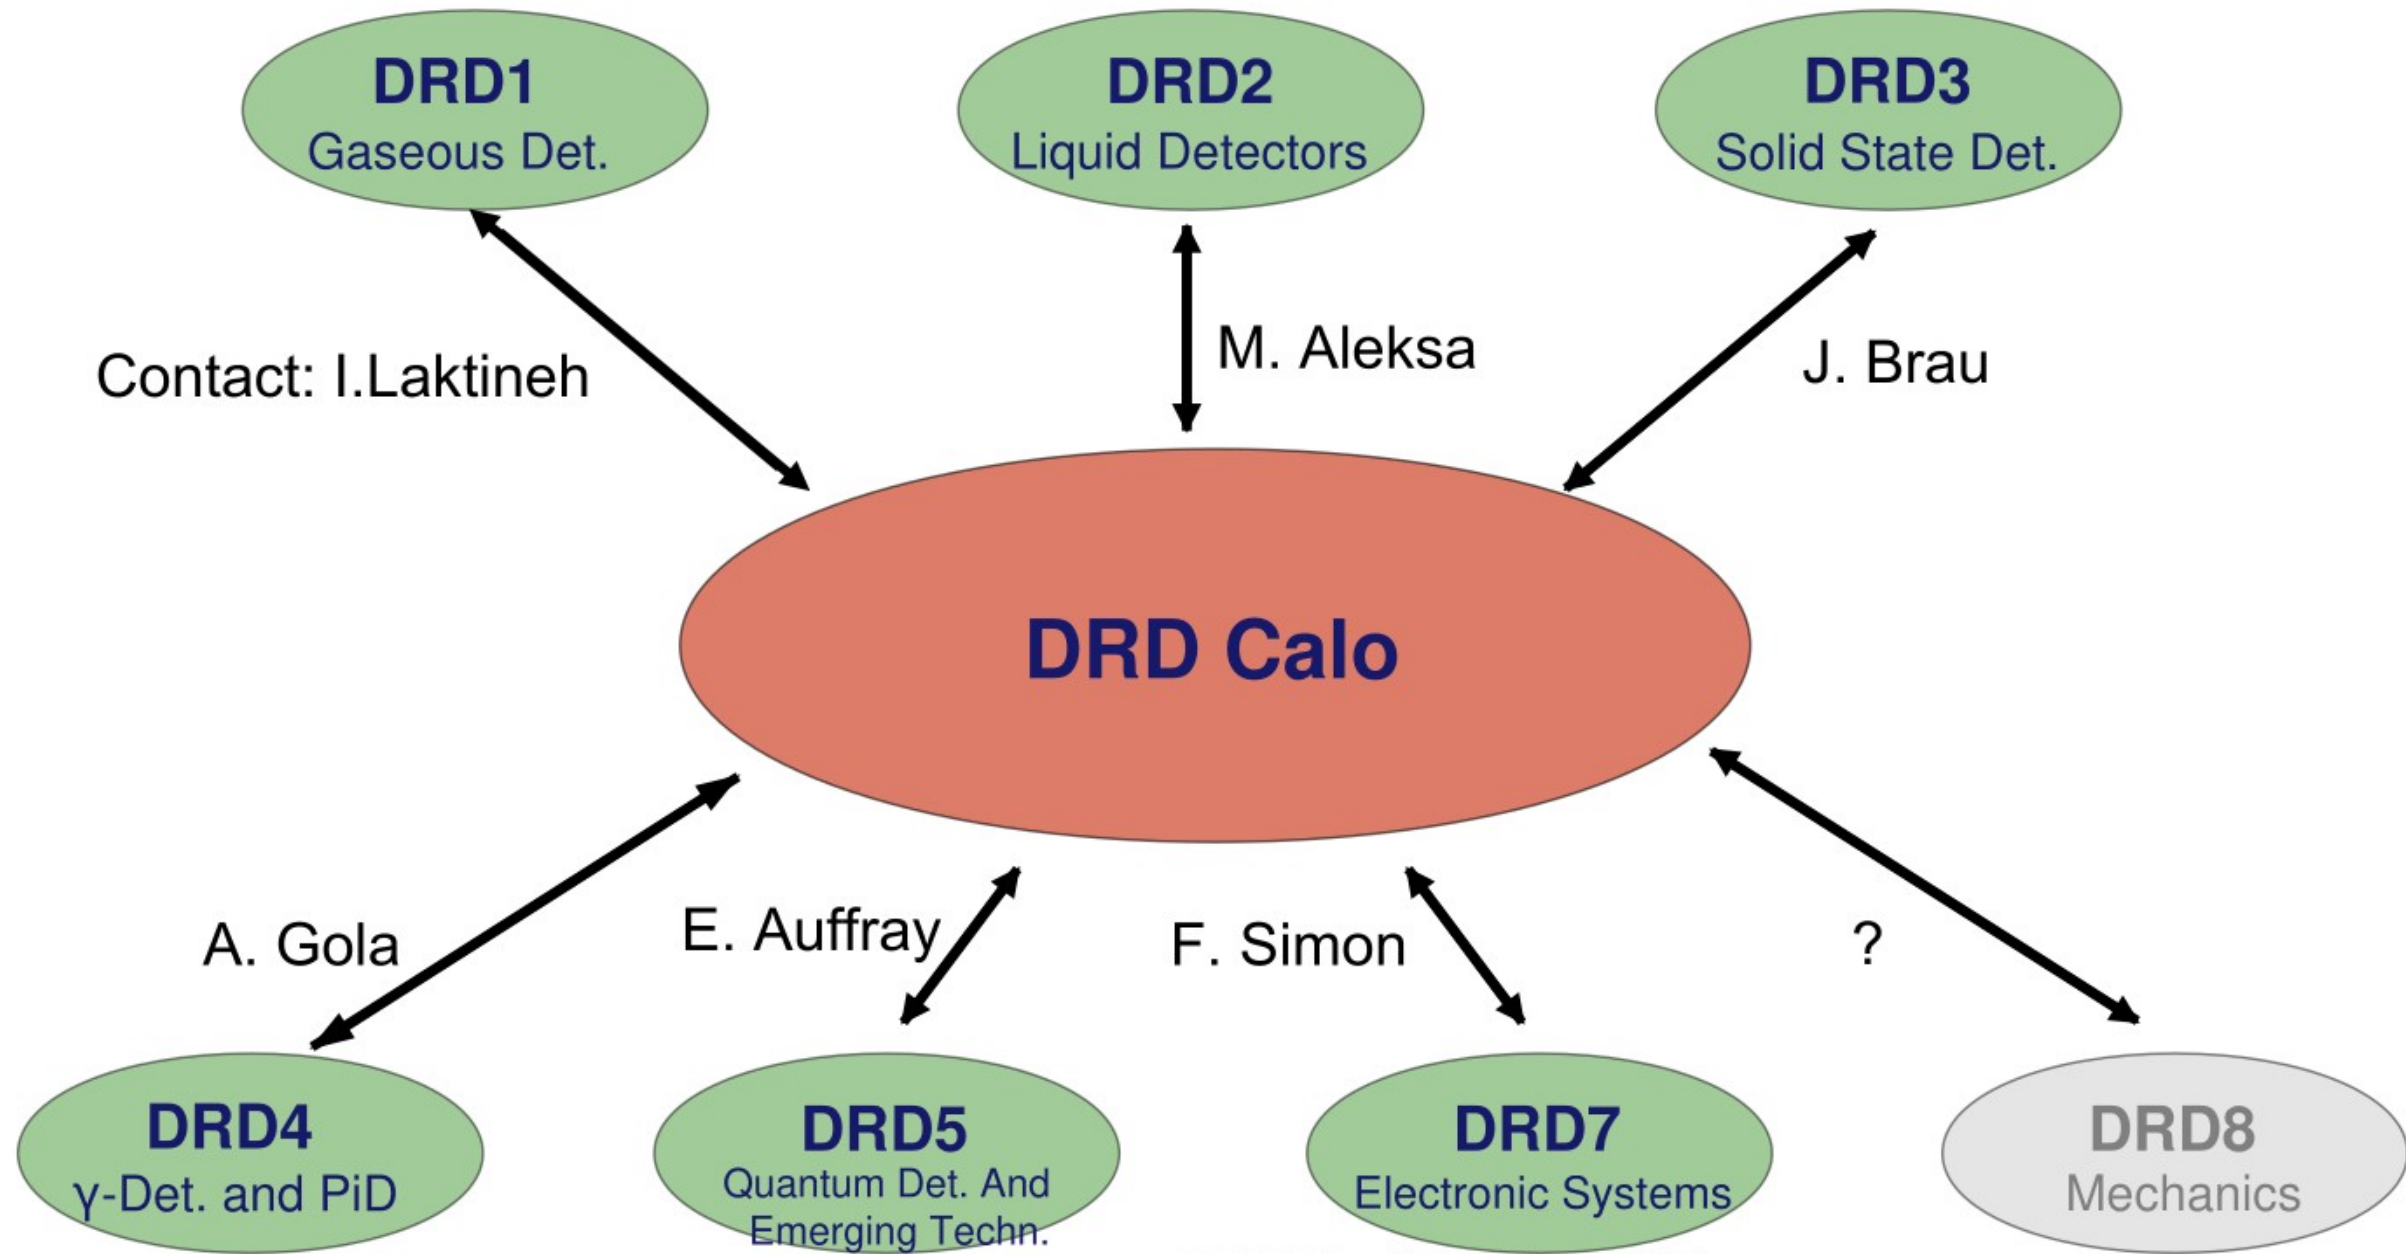 DRD1
Gaseous Det.
DRD2
Liquid Detectors
DRD3
Solid State Det.
Contact: I.Laktineh
M. Aleksa
J. Brau
DRD Calo
A. Gola
E. Auffray
F. Simon
?
DRD4
γ-Det. and PiD
DRD5
Quantum Det. And
Emerging Techn.
DRD7
Electronic Systems
DRD8
Mechanics